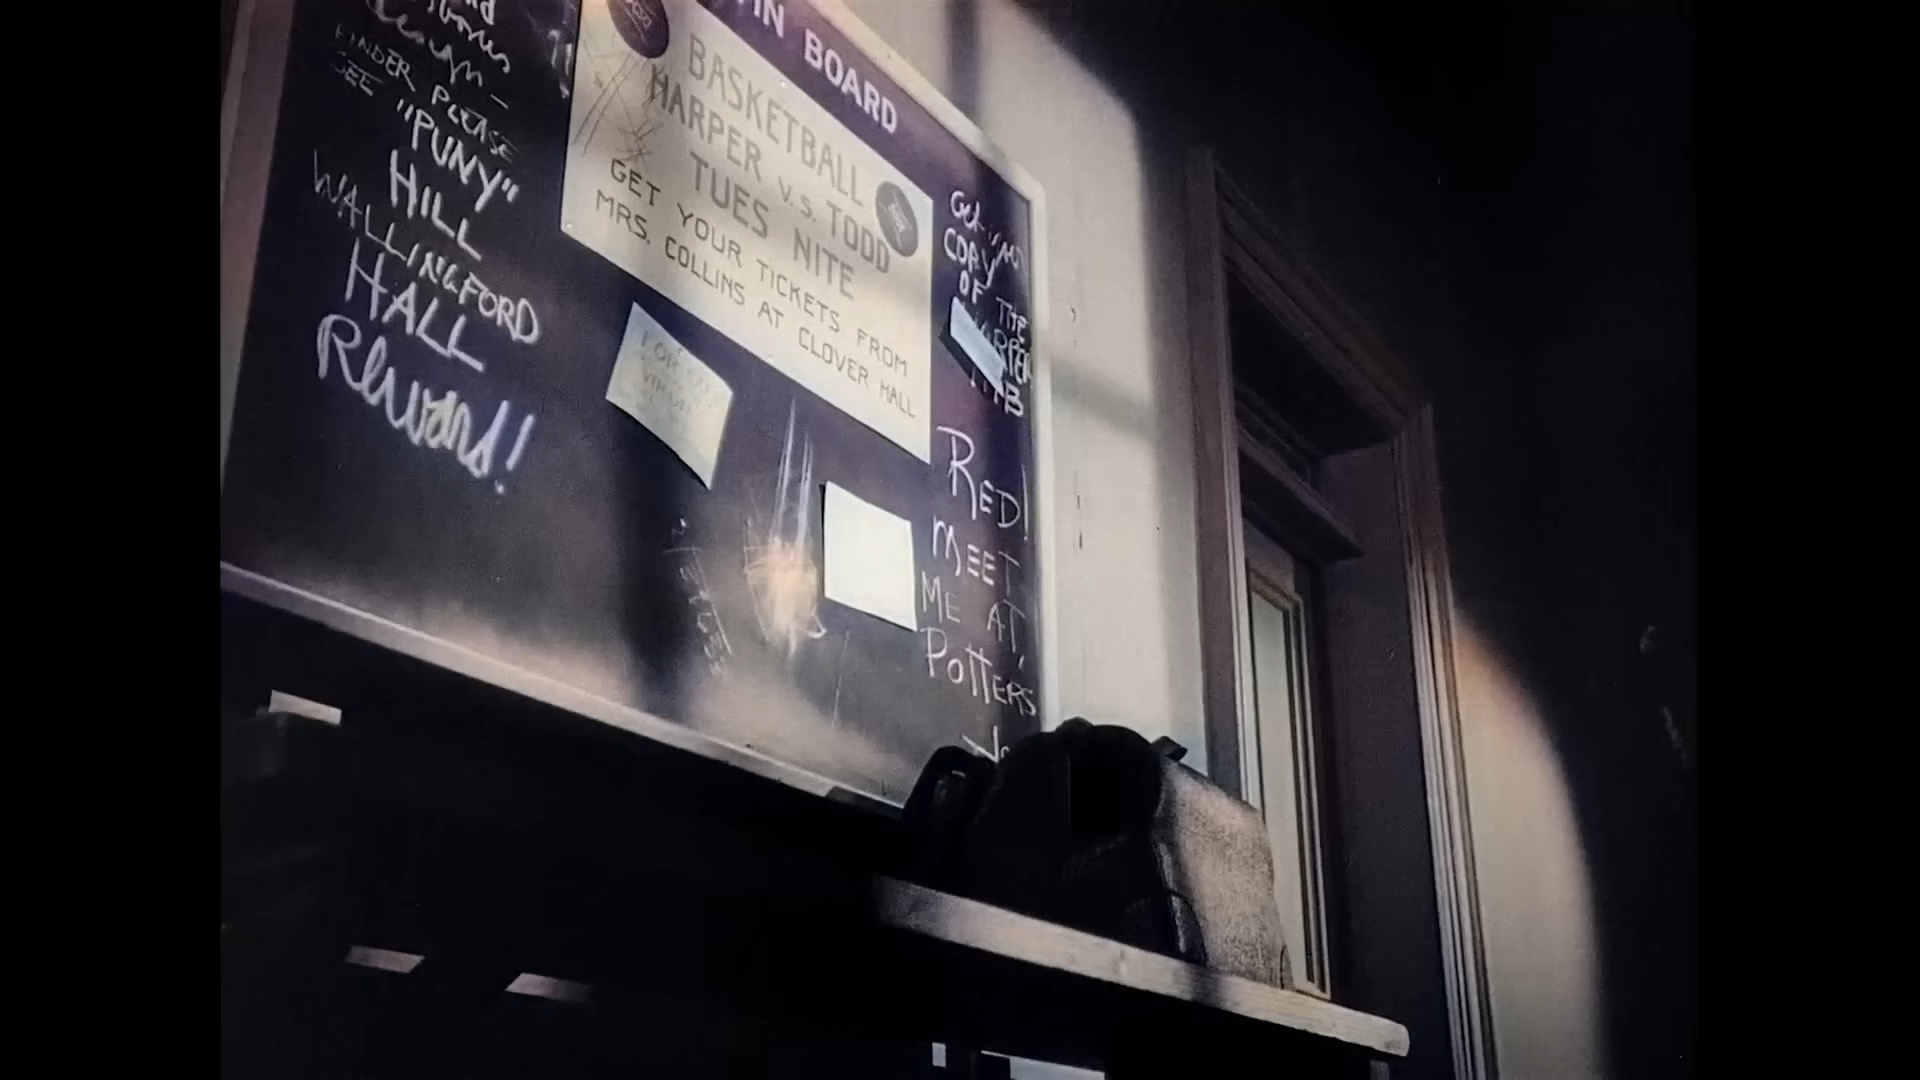 FINDER PLEASE
SEE "PUNY"
HILL
WALLINGFORD
HALL
Reward!
BOARD
BASKETBALL
HARPER V.S. TODD
TUES NITE
GET YOUR TICKETS FROM
MRS. COLLINS AT CLOVER HALL
COPY
OF THE
RED!
MEET
ME AT
POTTERS